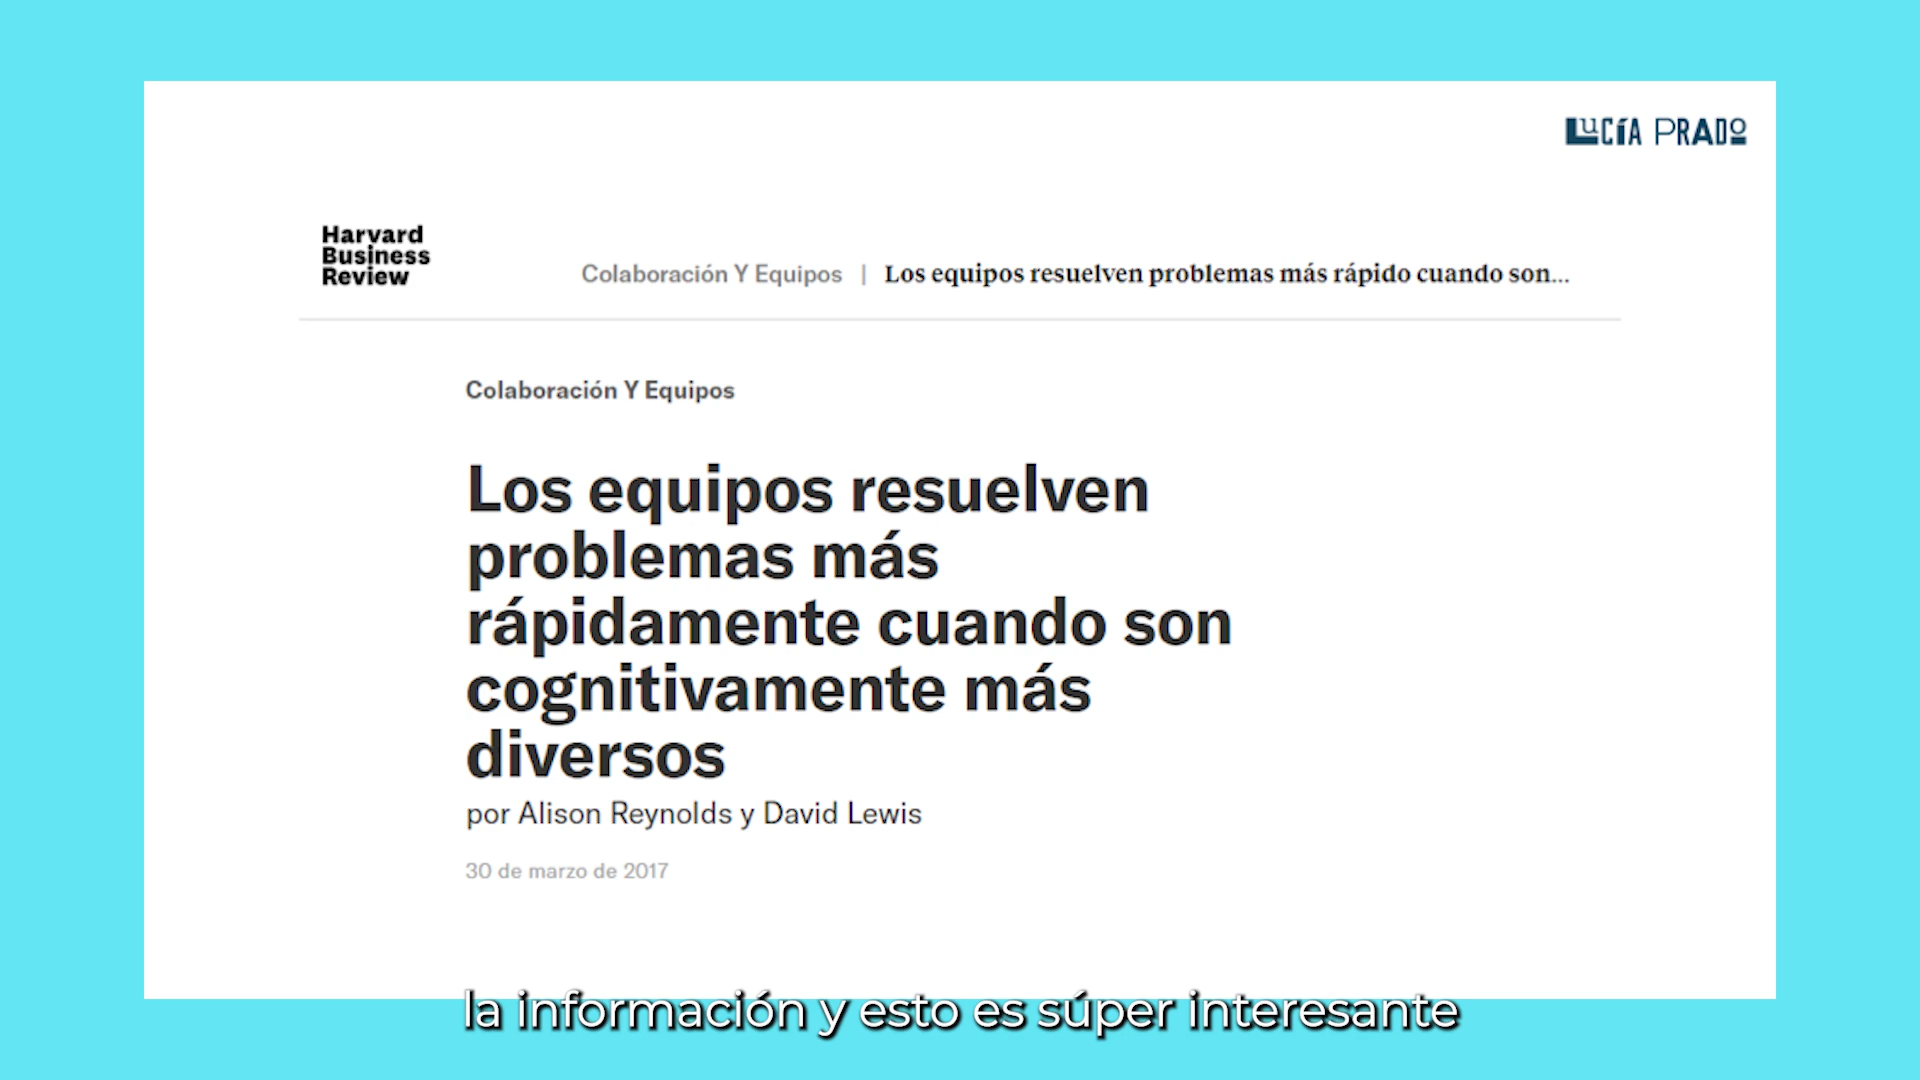 LUCÍA PRADO
Harvard
Business
Review
Colaboración Y Equipos | Los equipos resuelven problemas más rápido cuando son...
Colaboración Y Equipos
Los equipos resuelven
problemas más
rápidamente cuando son
cognitivamente más
diversos
por Alison Reynolds y David Lewis
30 de marzo de 2017
la información y esto es súper interesante